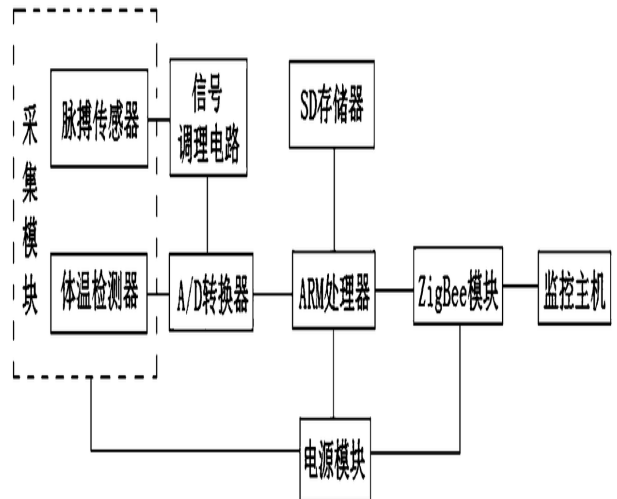 采集模块
脉搏传感器
信号
调理电路
SD存储器
体温检测器
A/D转换器
ARM处理器
ZigBee模块
监控主机
电源模块